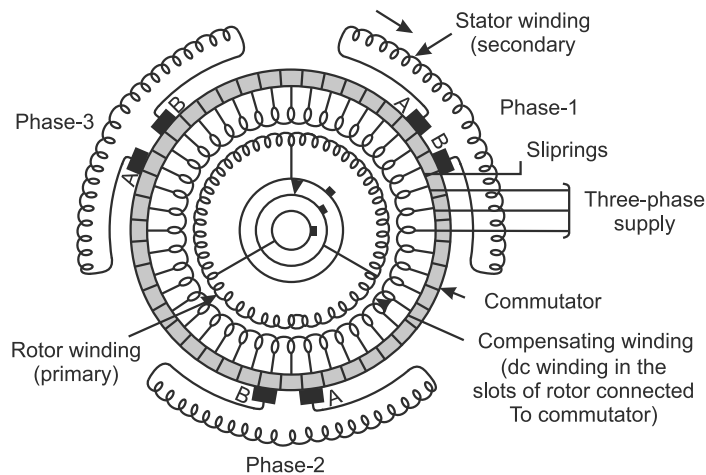 Stator winding
(secondary
Phase-1
Phase-3
A
B
B
A
A
B
Sliprings
Three-phase
supply
Commutator
Rotor winding
(primary)
Compensating winding
(dc winding in the
slots of rotor connected
To commutator)
B
A
Phase-2